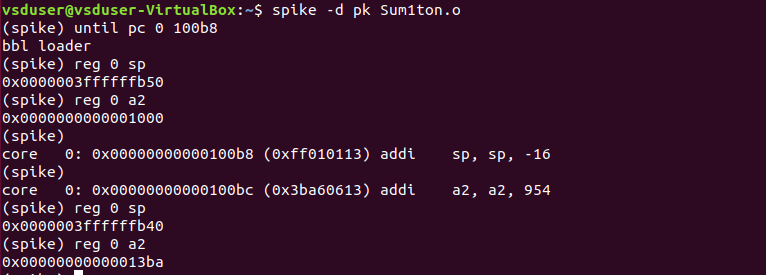 vsduser@vsduser-VirtualBox:~$ spike -d pk Sum1ton.o
(spike) until pc 0 100b8
bbl loader
(spike) reg 0 sp
0x0000003ffffffb50
(spike) reg 0 a2
0x0000000000001000
(spike)
core   0: 0x00000000000100b8 (0xff010113) addi    sp, sp, -16
(spike)
core   0: 0x00000000000100bc (0x3ba60613) addi    a2, a2, 954
(spike) reg 0 sp
0x0000003ffffffb40
(spike) reg 0 a2
0x00000000000013ba